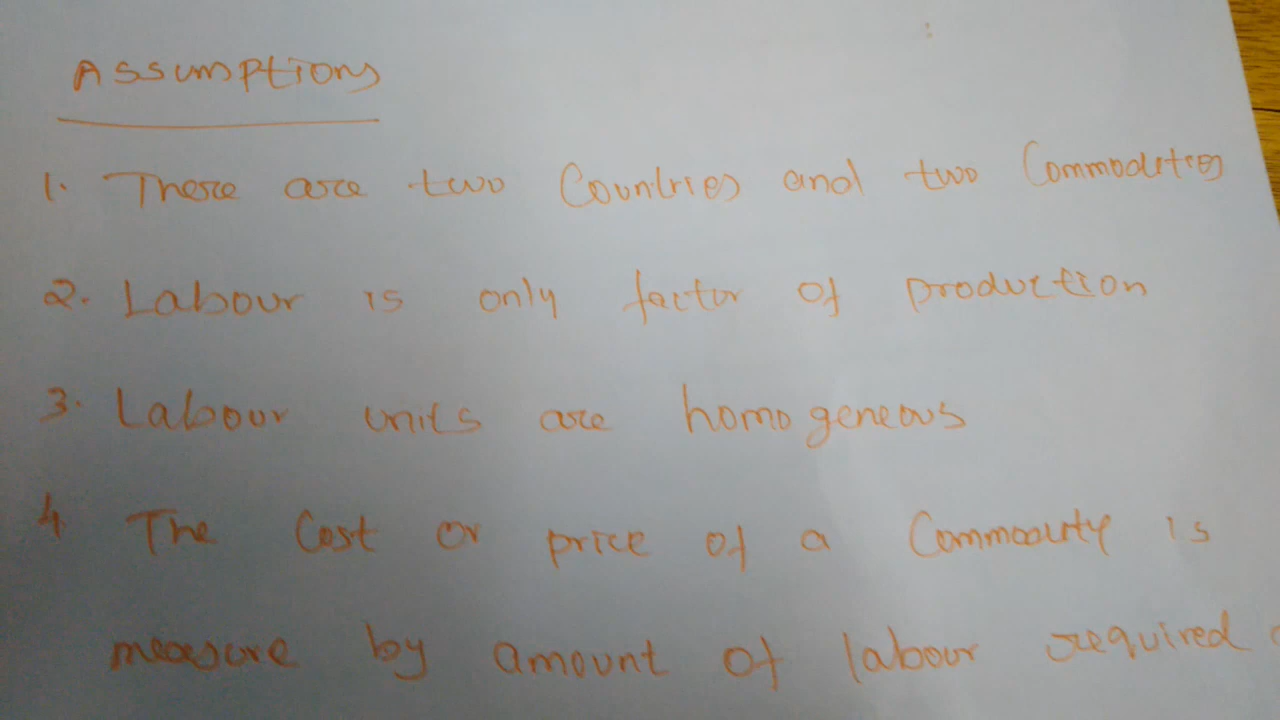 Assumptions
1. There are two Countries and two Commodities
2. Labour is only factor of production
3. Labour units are homogeneous
4 The Cost or price of a Commodity is
measure by amount of labour required